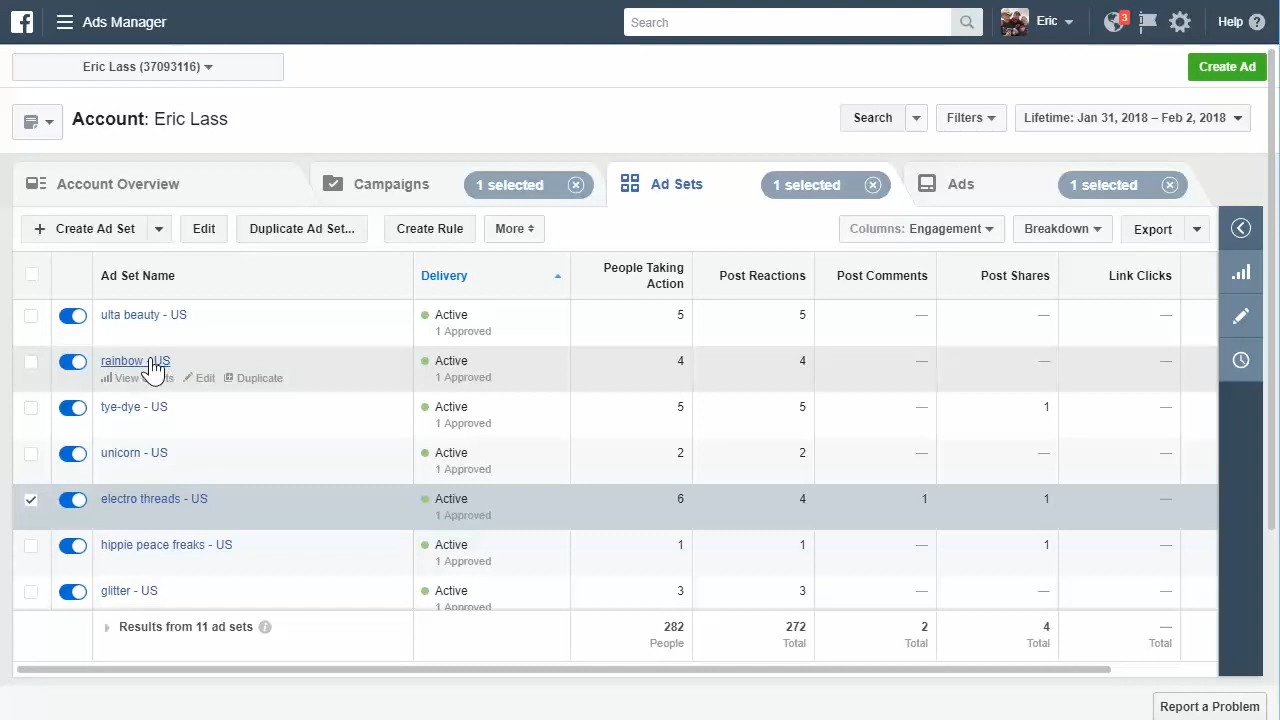 f Ads Manager Search Eric 3 Help ?
Eric Lass (37093116) Create Ad
Account: Eric Lass Search Filters Lifetime: Jan 31, 2018 – Feb 2, 2018
Account Overview Campaigns 1 selected Ad Sets 1 selected Ads 1 selected
+ Create Ad Set Edit Duplicate Ad Set... Create Rule More Columns: Engagement Breakdown Export
Ad Set Name Delivery People Taking Action Post Reactions Post Comments Post Shares Link Clicks
ulta beauty - US Active 5 5 — — —
1 Approved
rainbow - US Active 4 4 — — —
View Edit Duplicate 1 Approved
tye-dye - US Active 5 5 — 1 —
1 Approved
unicorn - US Active 2 2 — — —
1 Approved
electro threads - US Active 6 4 1 1 —
1 Approved
hippie peace freaks - US Active 1 1 — 1 —
1 Approved
glitter - US Active 3 3 — — —
1 Approved
Results from 11 ad sets 282 272 2 4 —
People Total Total Total Total
Report a Problem